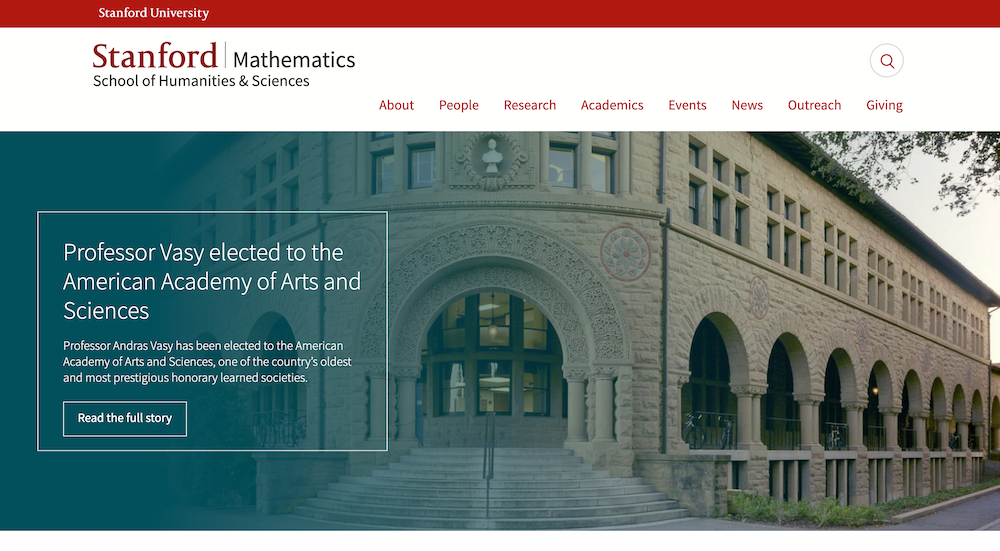 Stanford University
Stanford | Mathematics
School of Humanities & Sciences
About People Research Academics Events News Outreach Giving
Professor Vasy elected to the
American Academy of Arts and
Sciences
Professor Andras Vasy has been elected to the American
Academy of Arts and Sciences, one of the country's oldest
and most prestigious honorary learned societies.
Read the full story